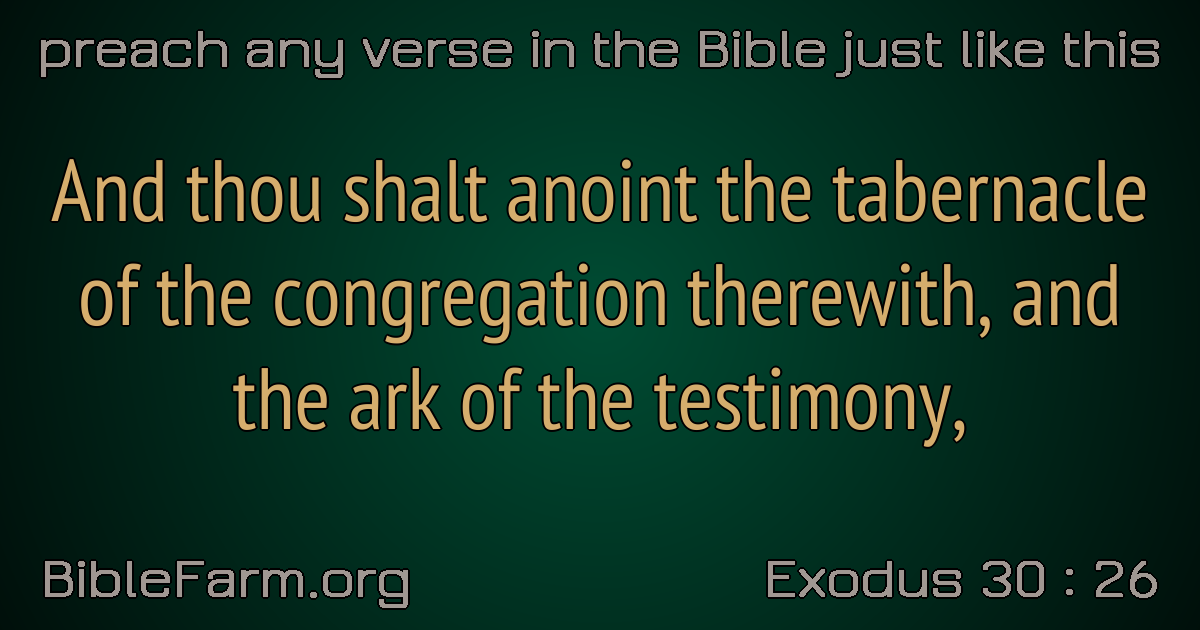 preach any verse in the Bible just like this
And thou shalt anoint the tabernacle
of the congregation therewith, and
the ark of the testimony,
BibleFarm.org
Exodus 30 : 26